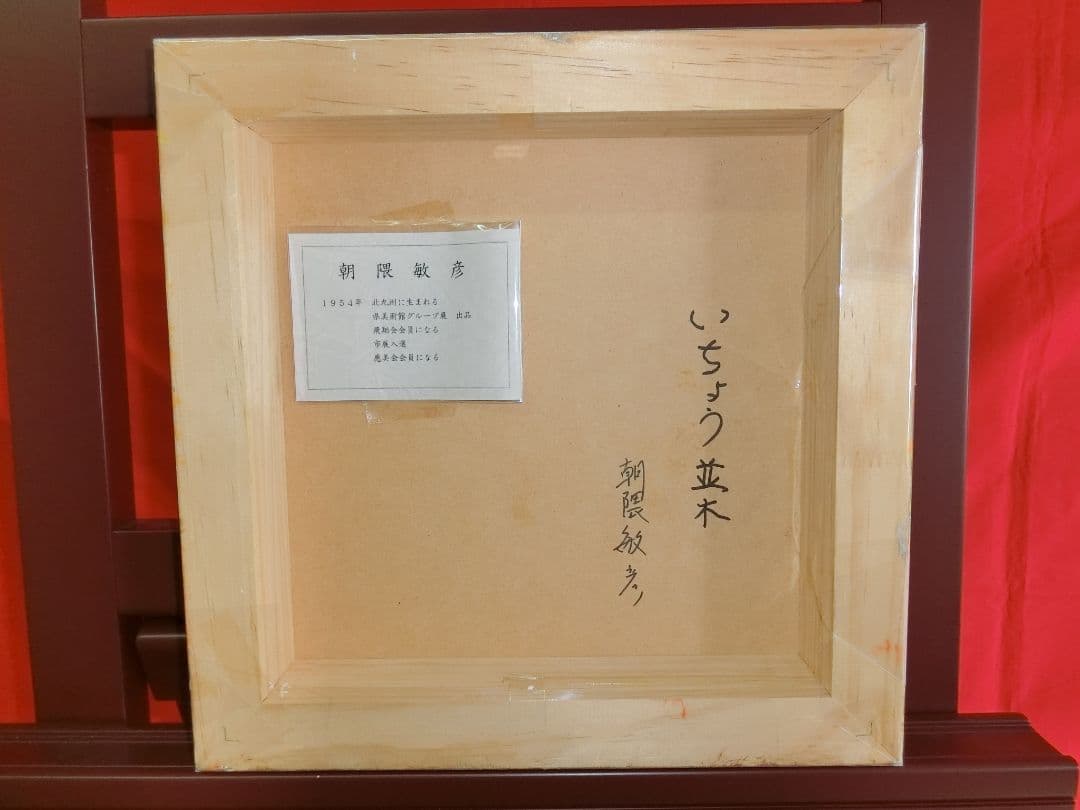 朝隈敏彦
1954年 北九州に生まれる
県美術館グループ展 出品
飛翔会会員になる
市展入選
鹿美会会員になる
いちょう並木
朝隈敏彦